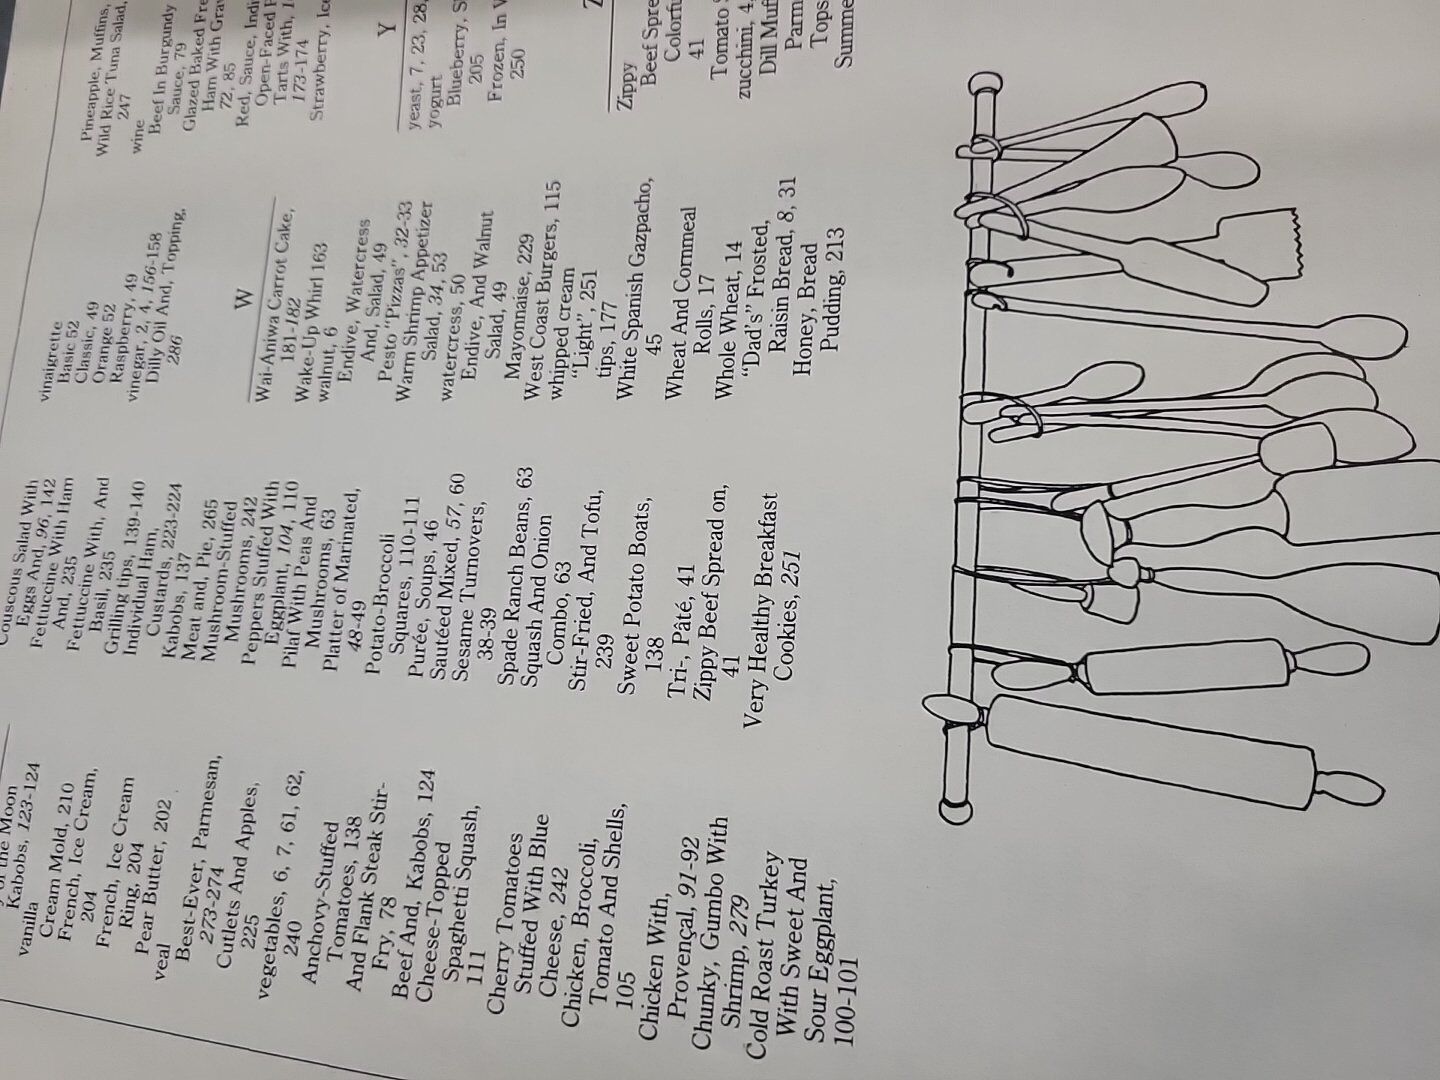 of the Moon
Kabobs, 123-124
vanilla
Cream Mold, 210
French, Ice Cream,
204
French, Ice Cream
Ring, 204
Pear Butter, 202
veal
Best-Ever, Parmesan,
273-274
Cutlets And Apples,
225
vegetables, 6, 7, 61, 62,
240
Anchovy-Stuffed
Tomatoes, 138
And Flank Steak Stir-
Fry, 78
Beef And, Kabobs, 124
Cheese-Topped
Spaghetti Squash,
111
Cherry Tomatoes
Stuffed With Blue
Cheese, 242
Chicken, Broccoli,
Tomato And Shells,
105
Chicken With,
Provençal, 91-92
Chunky, Gumbo With
Shrimp, 279
Cold Roast Turkey
With Sweet And
Sour Eggplant,
100-101
Couscous Salad With
Eggs And, 96, 142
Fettuccine With Ham
And, 235
Fettuccine With, And
Basil, 235
Grilling tips, 139-140
Individual Ham,
Custards, 223-224
Kabobs, 137
Meat and, Pie, 265
Mushroom-Stuffed
Mushrooms, 242
Peppers Stuffed With
Eggplant, 104, 110
Pilaf With Peas And
Mushrooms, 63
Platter of Marinated,
48-49
Potato-Broccoli
Squares, 110-111
Purée, Soups, 46
Sautéed Mixed, 57, 60
Sesame Turnovers,
38-39
Spade Ranch Beans, 63
Squash And Onion
Combo, 63
Stir-Fried, And Tofu,
239
Sweet Potato Boats,
138
Tri-, Pâté, 41
Zippy Beef Spread on,
41
Very Healthy Breakfast
Cookies, 251
vinaigrette
Basic 52
Classic, 49
Orange 52
Raspberry, 49
vinegar, 2, 4, 156-158
Dilly Oil And, Topping,
286
W
Wai-Aniwa Carrot Cake,
181-182
Wake-Up Whirl 163
walnut, 6
Endive, Watercress
And, Salad, 49
Pesto "Pizzas", 32-33
Warm Shrimp Appetizer
Salad, 34, 53
watercress, 50
Endive, And Walnut
Salad, 49
Mayonnaise, 229
West Coast Burgers, 115
whipped cream
"Light", 251
tips, 177
White Spanish Gazpacho,
45
Wheat And Cornmeal
Rolls, 17
Whole Wheat, 14
"Dad's" Frosted,
Raisin Bread, 8, 31
Honey, Bread
Pudding, 213
Pineapple, Muffins,
Wild Rice Tuna Salad,
247
wine
Beef In Burgundy
Sauce, 79
Glazed Baked Fre
Ham With Gra
72, 85
Red, Sauce, Indi
Open-Faced
Tarts With,
173-174
Strawberry, Ice
Y
yeast, 7, 23, 28,
yogurt
Blueberry, S
205
Frozen, In
250
Z
Zippy
Beef Spre
Colorfu
41
Tomato
zucchini, 4,
Dill Muf
Parm
Tops
Summe